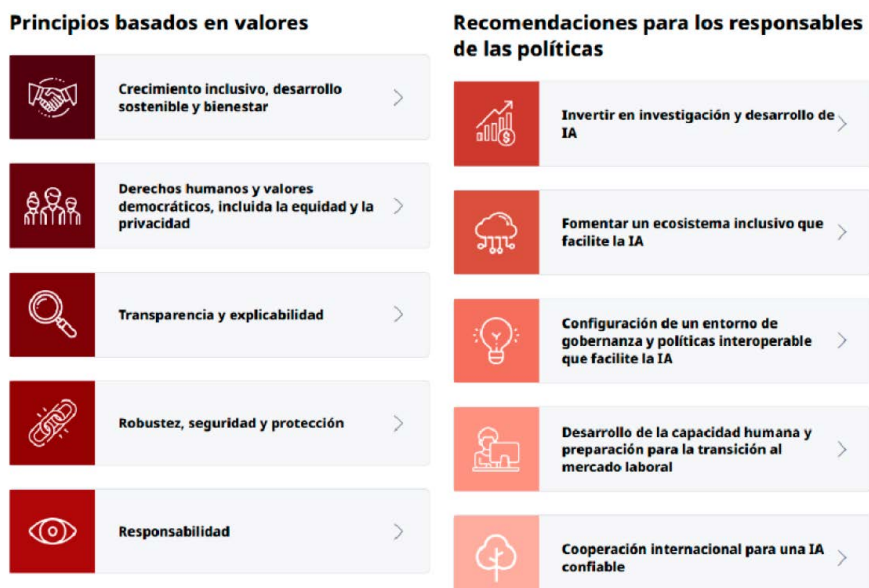 Principios basados en valores
Crecimiento inclusivo, desarrollo
sostenible y bienestar
Derechos humanos y valores
democráticos, incluida la equidad y la
privacidad
Transparencia y explicabilidad
Robustez, seguridad y protección
Responsabilidad
Recomendaciones para los responsables
de las políticas
Invertir en investigación y desarrollo de
IA
Fomentar un ecosistema inclusivo que
facilite la IA
Configuración de un entorno de
gobernanza y políticas interoperable
que facilite la IA
Desarrollo de la capacidad humana y
preparación para la transición al
mercado laboral
Cooperación internacional para una IA
confiable